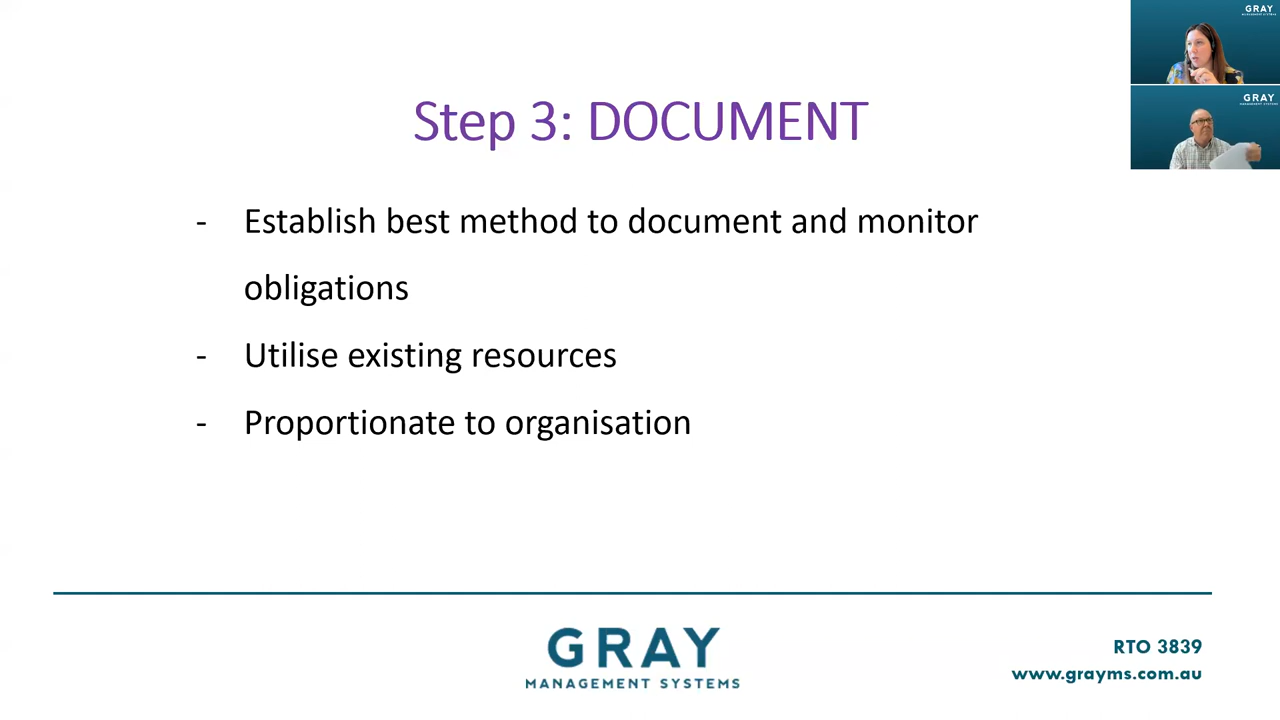 GRAY
GRAY
Step 3: DOCUMENT
- Establish best method to document and monitor
obligations
- Utilise existing resources
- Proportionate to organisation
GRAY
MANAGEMENT SYSTEMS
RTO 3839
www.grayms.com.au